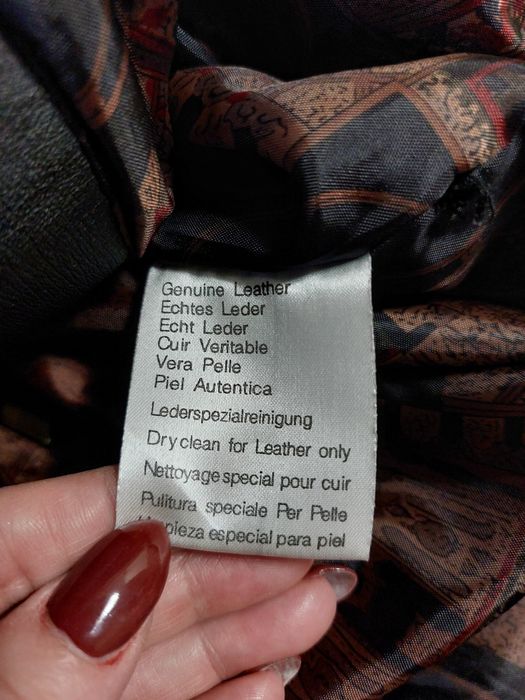 Genuine Leather
Echtes Leder
Echt Leder
Cuir Veritable
Vera Pelle
Piel Autentica
Lederspezialreinigung
Dryclean for Leather only
Nettoyage special pour cuir
Pulitura speciale Per Pelle
especial para piel